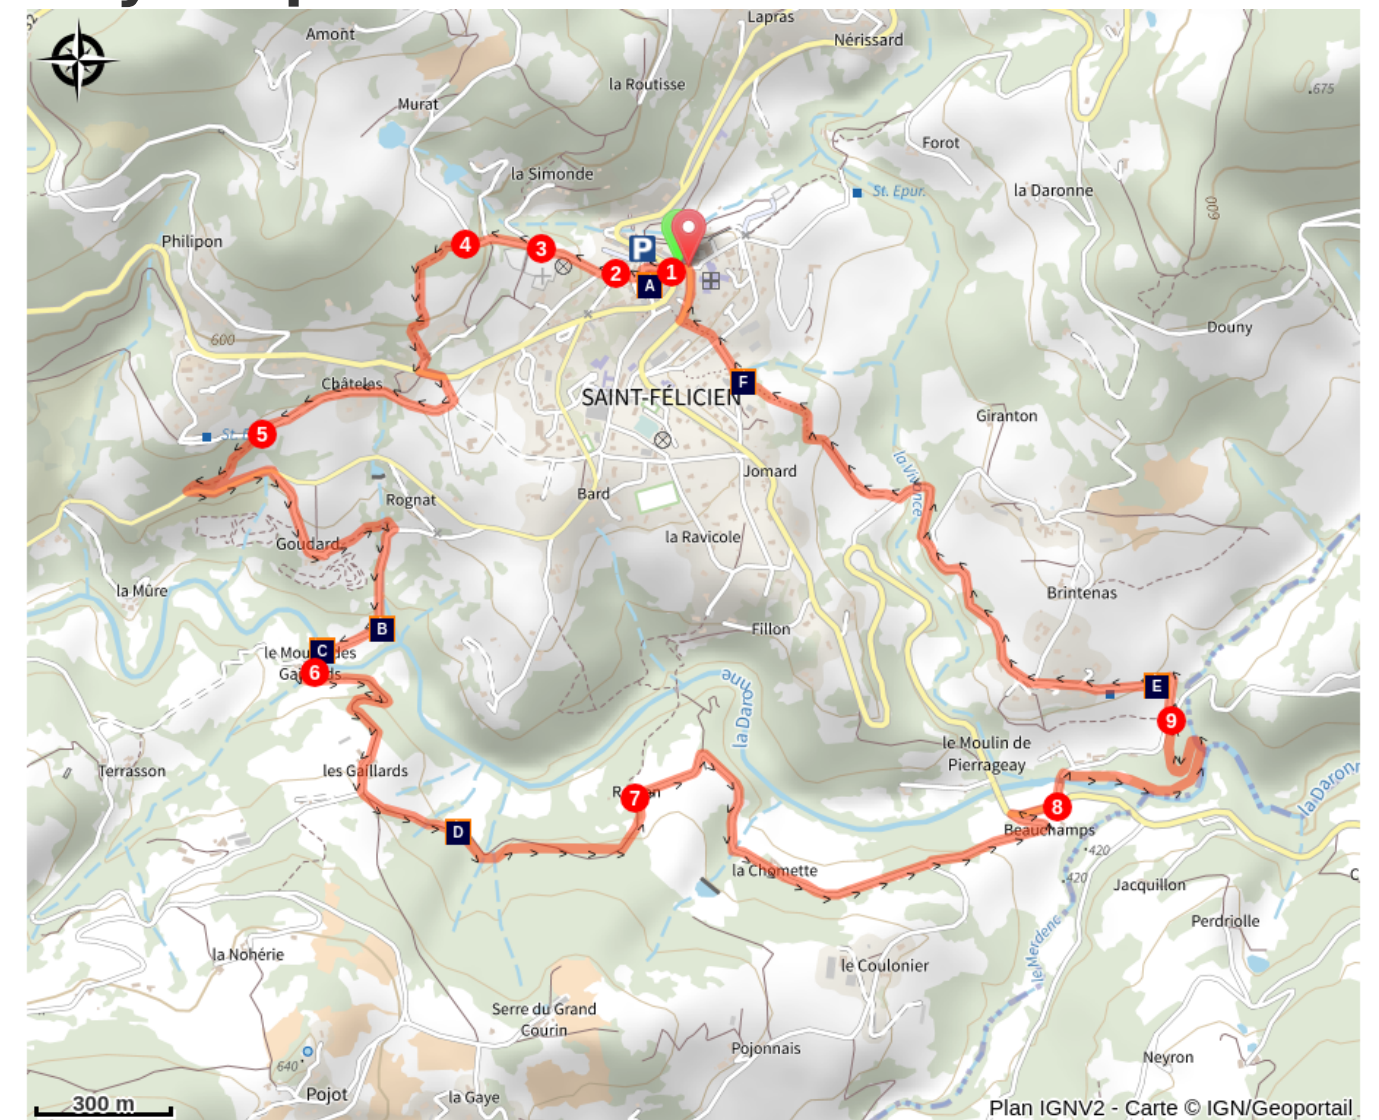 Lapras
Amont
Nérissard
la Routisse
.675
Murat
Forot
la Simonde
la Daronne
St. Epur.
609
Philipon
P
4
3
2
1
A
600
Douny
Châtelas
F
SAINT-FÉLICIEN
Giranton
5
la Vivance
Jomard
Rognat
Bard
Goudard
la Ravicole
la Mûre
Brintenas
B
Fillon
C
6
la Daronne
E
9
le Moulin de
Pierrageay
Terrasson
les Gaillards
7
la Daronne
8
D
Beauchamps
420
la Chomette
420
Jacquillon
Perdriolle
le Merdenc
la Nohérie
le Coulonier
Serre du Grand
Courin
Pojonnais
Neyron
640
Pojot
la Gaye
300 m
Plan IGNV2 - Carte © IGN/Geoportail